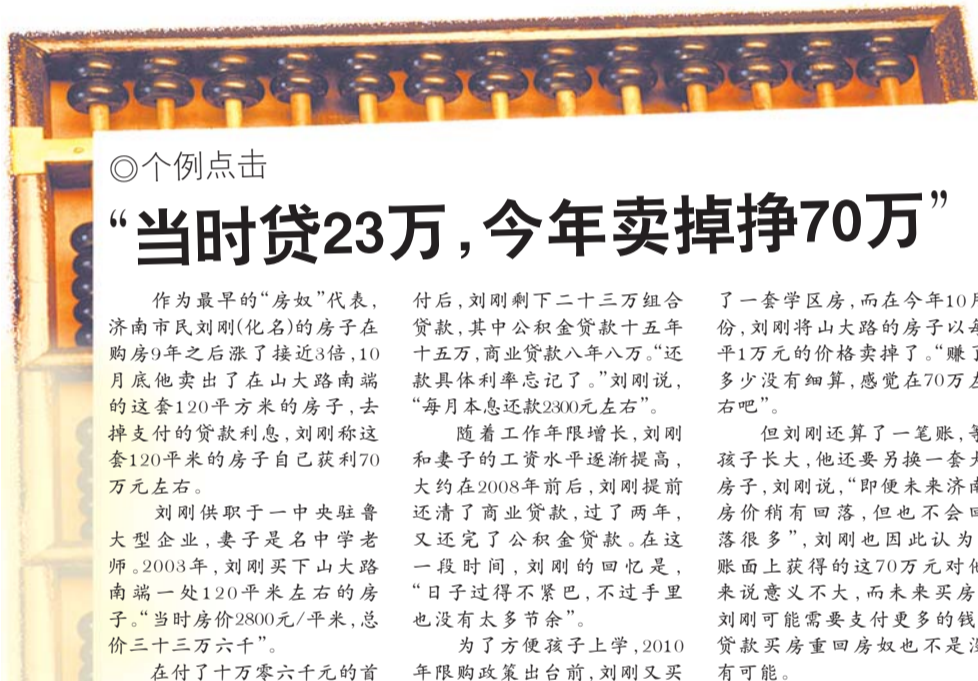 ◎个例点击
“当时贷23万，今年卖掉挣70万”
作为最早的“房奴”代表，
济南市民刘刚(化名)的房子在
购房9年之后涨了接近3倍，10
月底他卖出了在山大路南端
的这套120平方米的房子，去
掉支付的贷款利息，刘刚称这
套120平米的房子自己获利70
万元左右。
刘刚供职于一中央驻鲁
大型企业，妻子是名中学老
师。2003年，刘刚买下山大路
南端一处120平米左右的房
子。“当时房价2800元/平米，总
价三十三万六千”。
在付了十万零六千元的首
付后，刘刚剩下二十三万组合
贷款，其中公积金贷款十五年
十五万，商业贷款八年八万。“还
款具体利率忘记了。”刘刚说，
“每月本息还款2300元左右”。
随着工作年限增长，刘刚
和妻子的工资水平逐渐提高，
大约在2008年前后，刘刚提前
还清了商业贷款，过了两年，
又还完了公积金贷款。在这
一段时间，刘刚的回忆是，
“日子过得不紧巴，不过手里
也没有太多节余”。
为了方便孩子上学，2010
年限购政策出台前，刘刚又买
了一套学区房，而在今年10月
份，刘刚将山大路的房子以每
平1万元的价格卖掉了。“赚了
多少没有细算，感觉在70万左
右吧”。
但刘刚还算了一笔账，等
孩子长大，他还要另换一套大
房子，刘刚说，“即便未来济南
房价稍有回落，但也不会回
落很多”，刘刚也因此认为
账面上获得的这70万元对他
来说意义不大，而未来买房
刘刚可能需要支付更多的钱
贷款买房重回房奴也不是没
有可能。